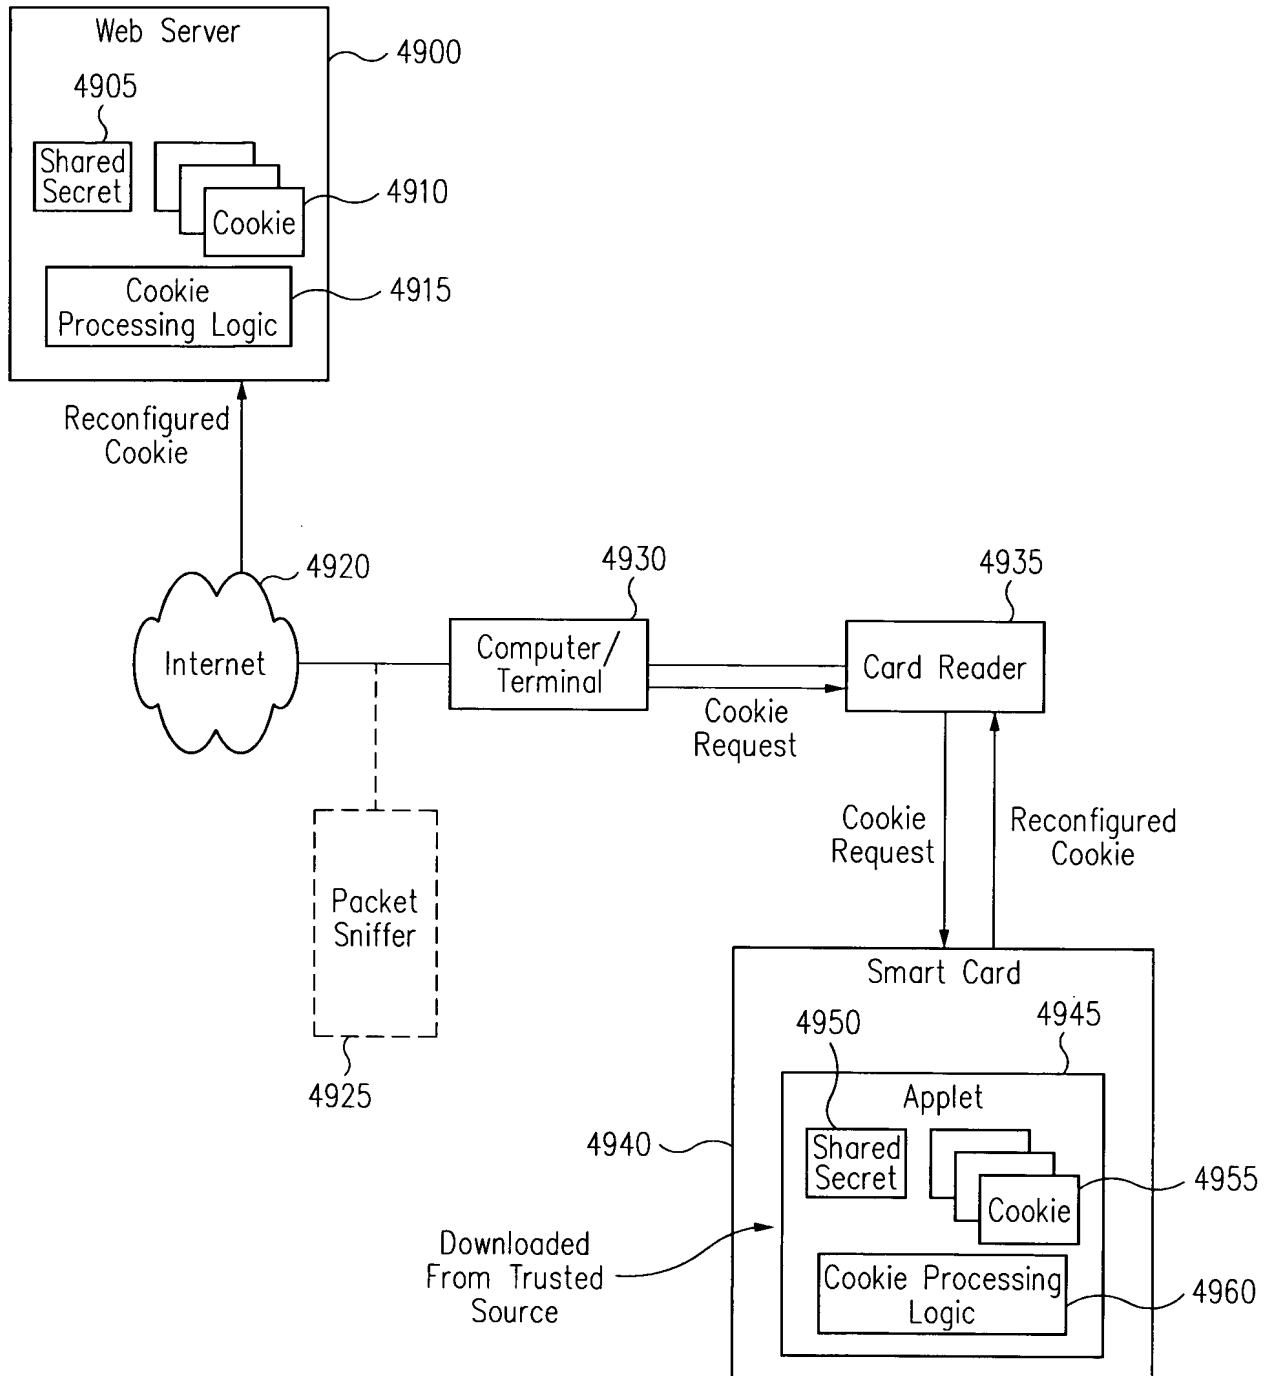 Web Server
4900
4905
Shared
Secret
4910
Cookie
4915
Cookie
Processing Logic
Reconfigured
Cookie
4920
Internet
4930
Computer/
Terminal
4935
Card Reader
Cookie
Request
Cookie
Request
Reconfigured
Cookie
Packet
Sniffer
4925
Smart Card
4950
4945
Applet
4940
Shared
Secret
4955
Cookie
Downloaded
From Trusted
Source
Cookie Processing
Logic
4960